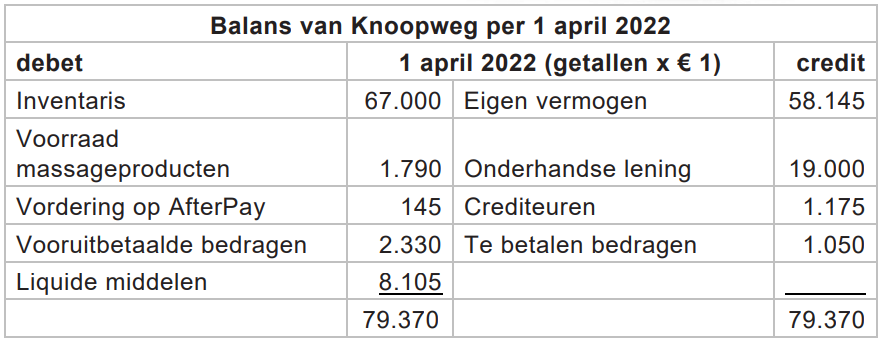 Balans van Knoopweg per 1 april 2022
debet 1 april 2022 (getallen x € 1) credit
Inventaris 67.000 Eigen vermogen 58.145
Voorraad
massageproducten 1.790 Onderhandse lening 19.000
Vordering op AfterPay 145 Crediteuren 1.175
Vooruitbetaalde bedragen 2.330 Te betalen bedragen 1.050
Liquide middelen 8.105
79.370 79.370